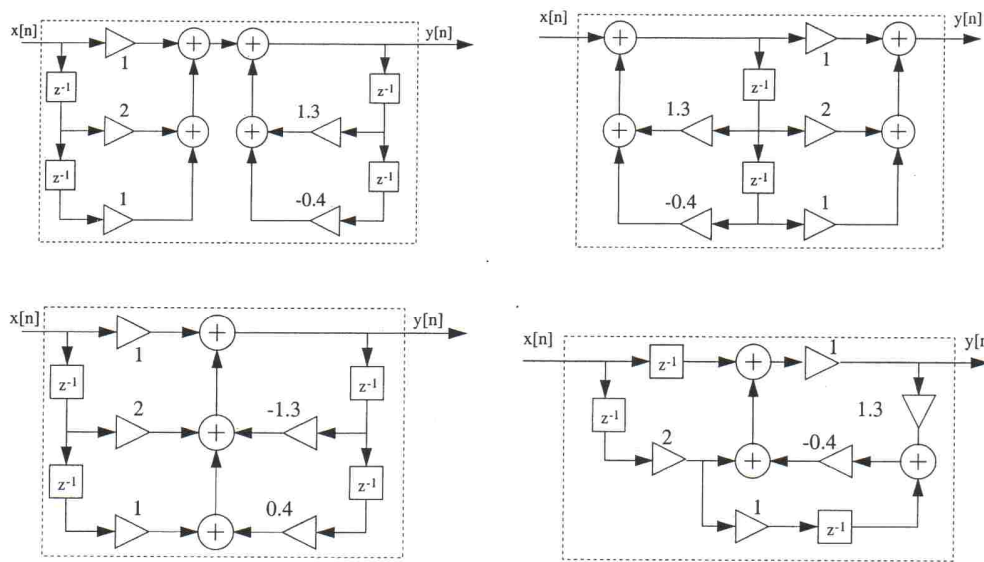 x[n] 1 y[n]
z-1 z-1
2 1.3
z-1 z-1
1 -0.4
x[n] 1 y[n]
z-1
1.3 2
z-1
-0.4 1
x[n] 1 y[n]
z-1 z-1
2 -1.3
z-1 z-1
1 0.4
x[n] z-1 1 y[n
z-1 1.3
2 -0.4
1 z-1